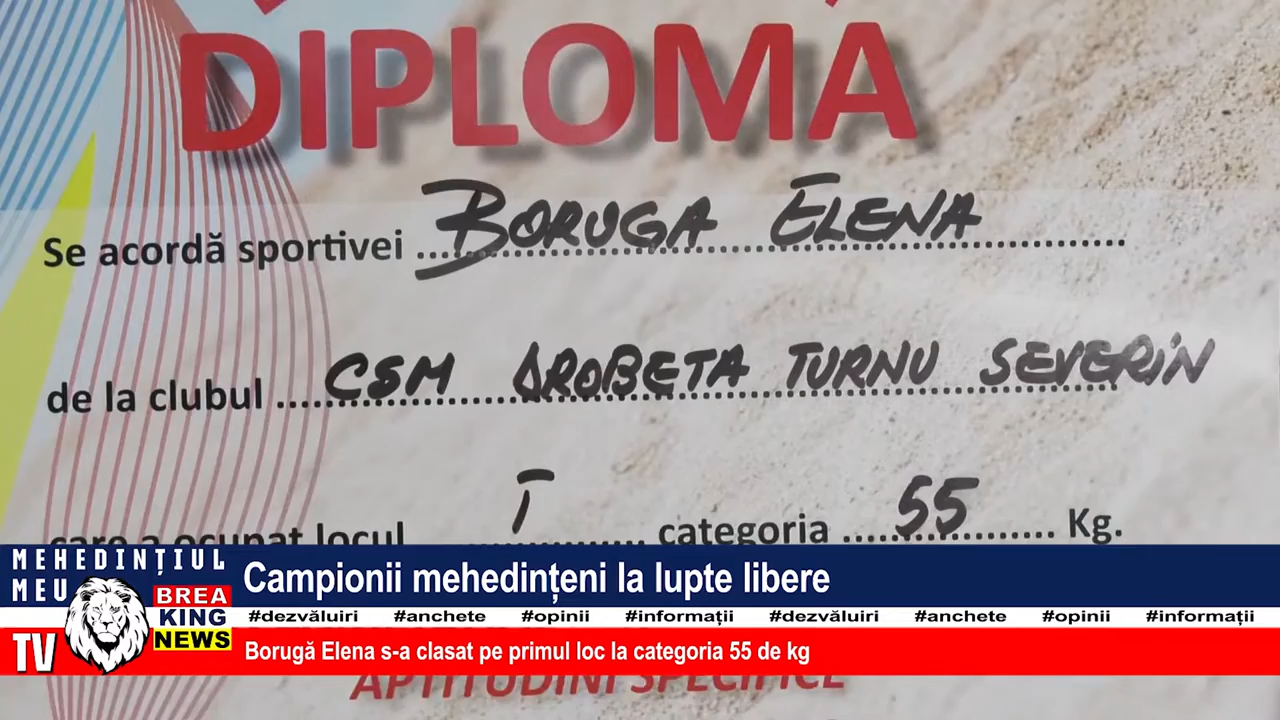 DIPLOMĂ
Se acordă sportivei BORUGA ELENA
de la clubul CSM DROBETA TURNU SEVERIN
care a ocupat locul I categoria 55 Kg.
MEHEDINȚIUL
MEU
TV
BREA
KING
NEWS
Campionii mehedințeni la lupte libere
#dezvăluiri #anchete #opinii #informații #dezvăluiri #anchete #opinii #informații
Borugă Elena s-a clasat pe primul loc la categoria 55 de kg
APTITUDINI SPECIFICE